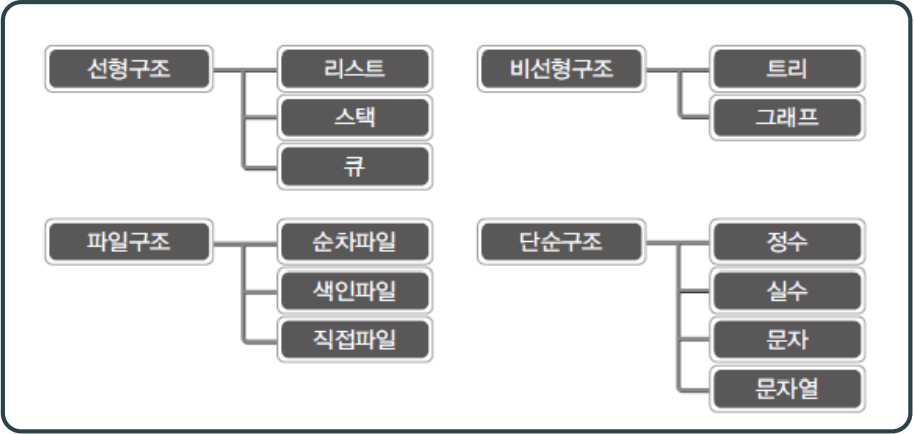 선형구조
리스트
스택
큐
비선형구조
트리
그래프
파일구조
순차파일
색인파일
직접파일
단순구조
정수
실수
문자
문자열